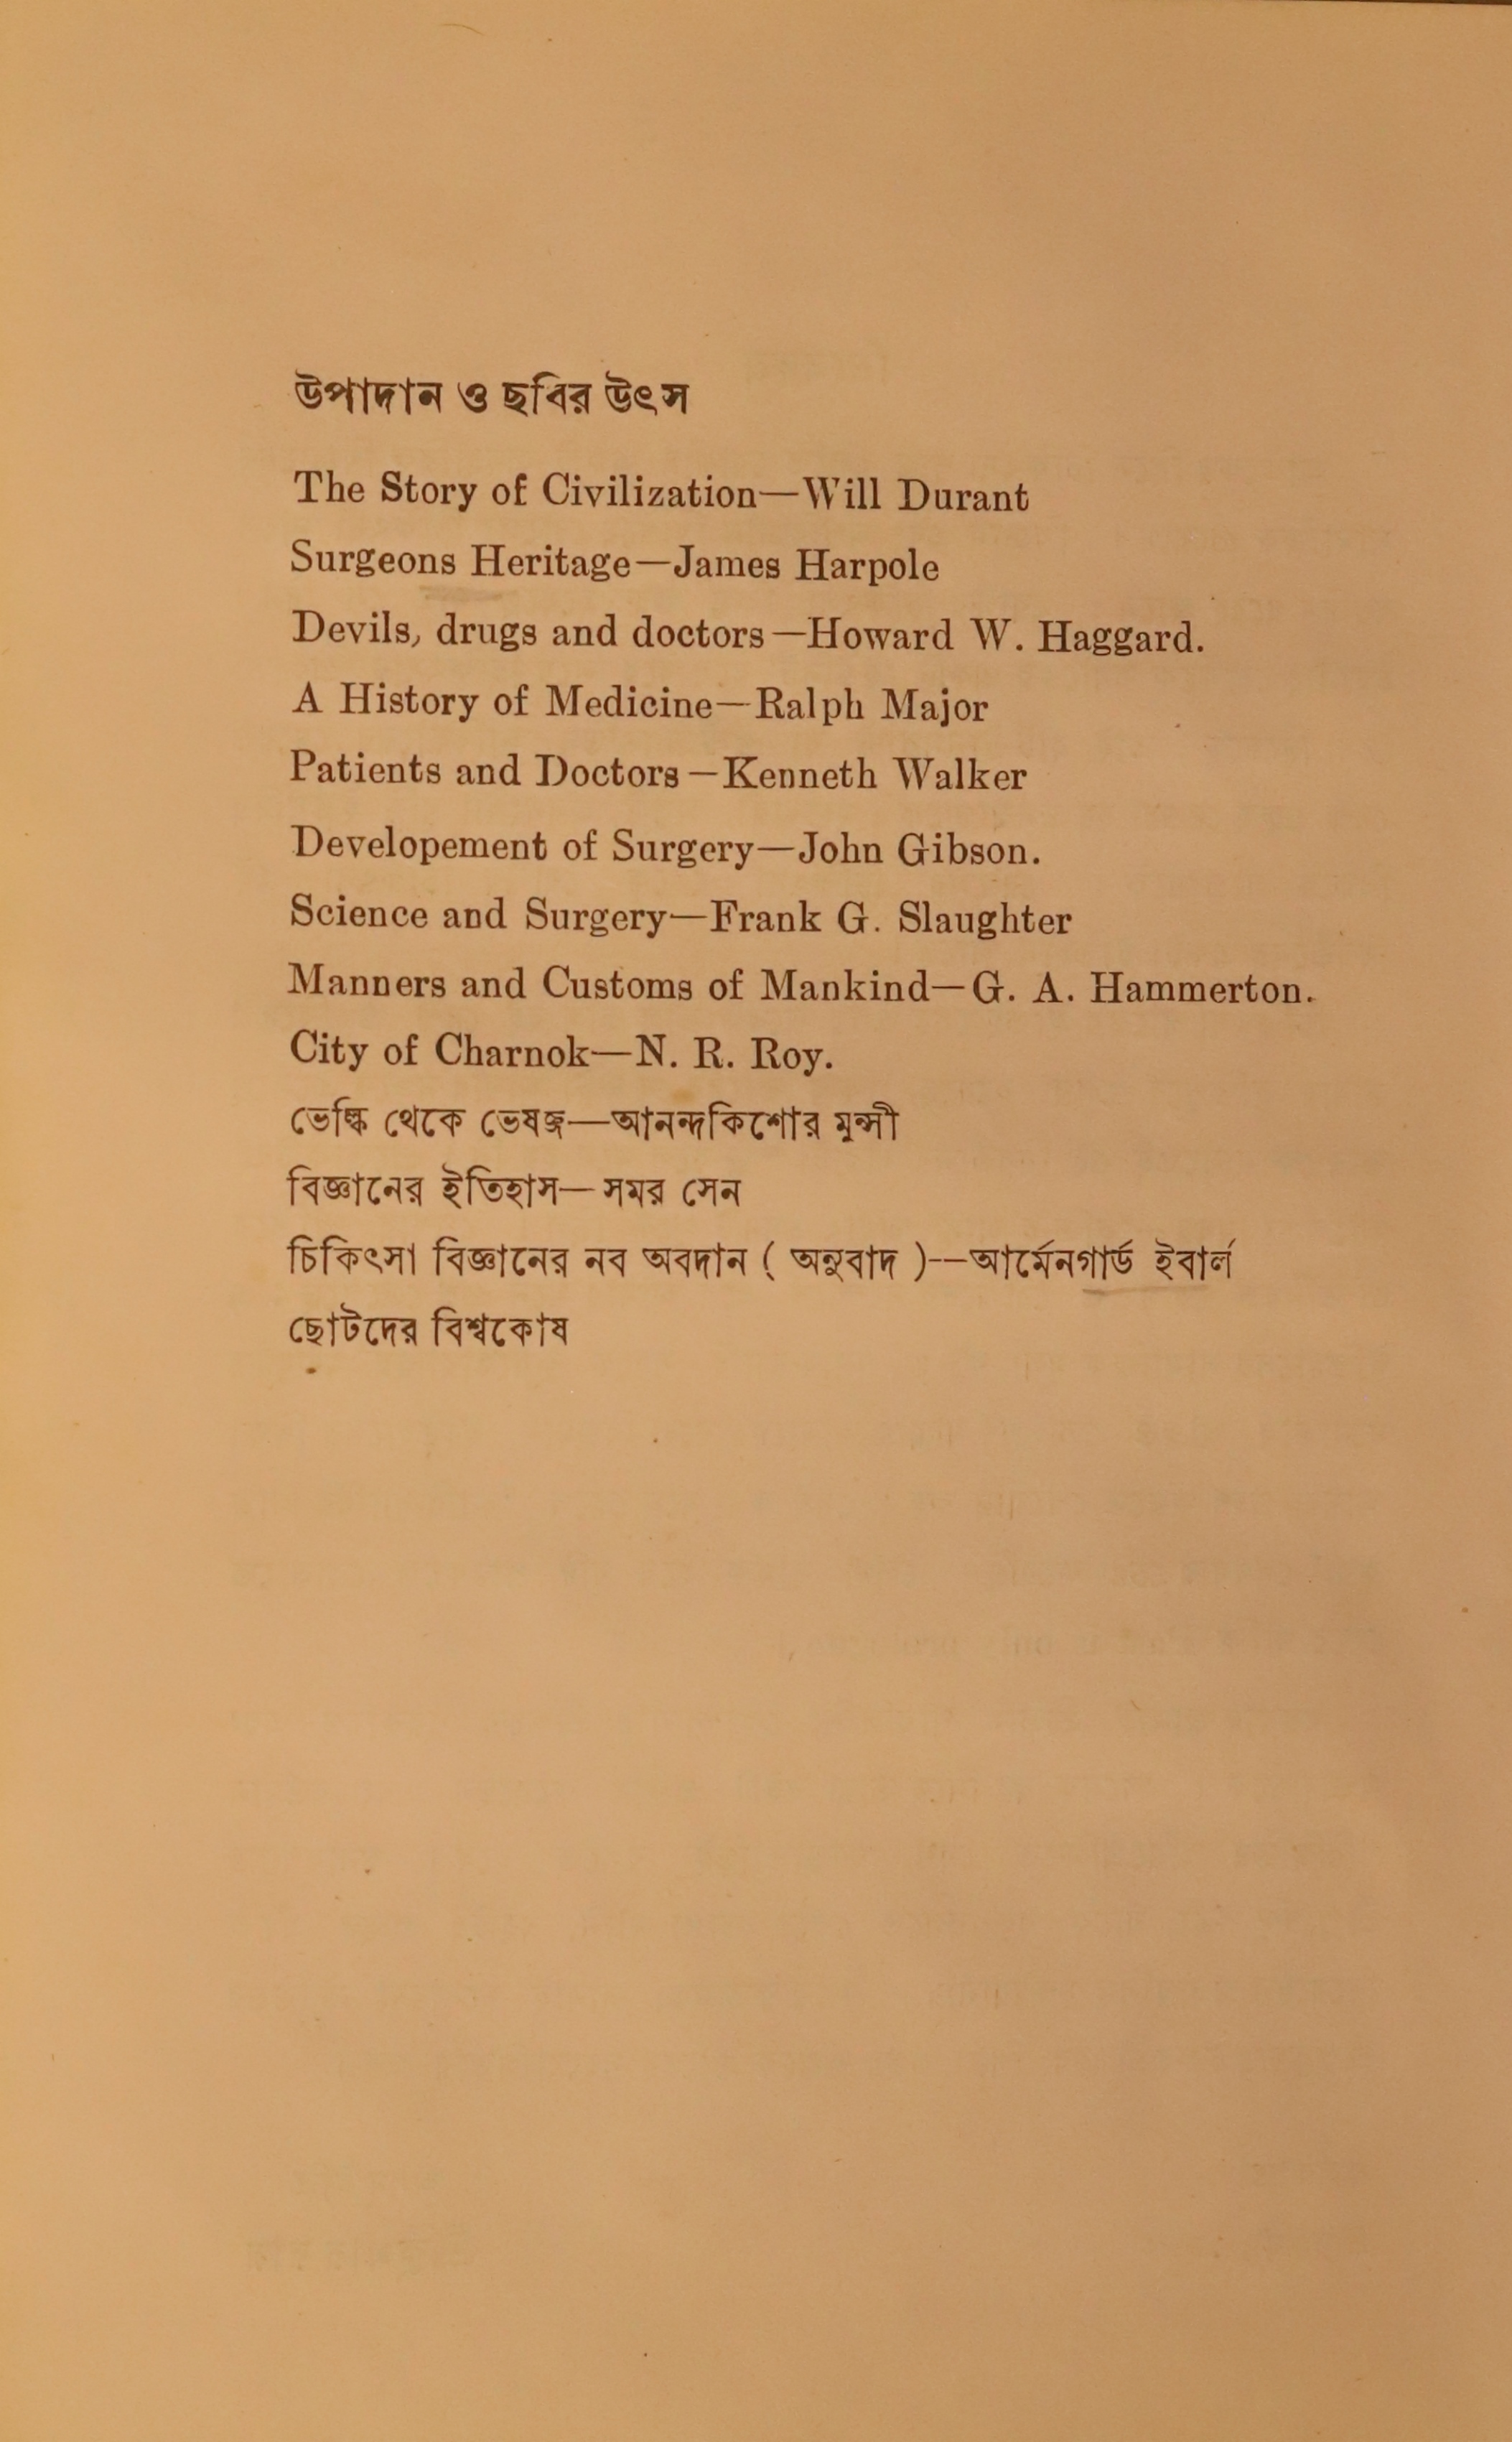 উপাদান ও ছবির উৎস
The Story of Civilization—Will Durant
Surgeons Heritage—James Harpole
Devils, drugs and doctors—Howard W. Haggard.
A History of Medicine—Ralph Major
Patients and Doctors—Kenneth Walker
Developement of Surgery—John Gibson.
Science and Surgery—Frank G. Slaughter
Manners and Customs of Mankind—G. A. Hammerton.
City of Charnok—N. R. Roy.
ভেল্কি থেকে ভেষজ—আনন্দকিশোর মুন্সী
বিজ্ঞানের ইতিহাস—সমর সেন
চিকিৎসা বিজ্ঞানের নব অবদান ( অনুবাদ )—আর্মেনগার্ড ইবার্ল
ছোটদের বিশ্বকোষ